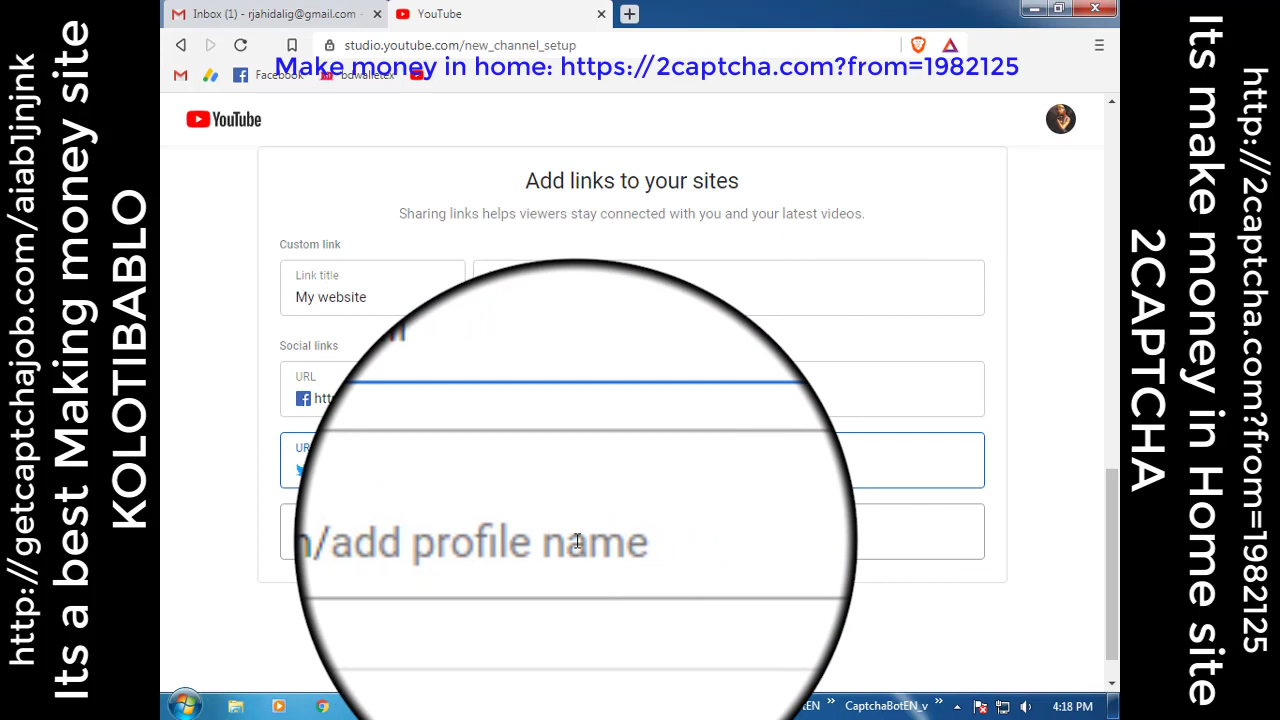 http://getcaptchajob.com/aiab1jnjnk
Its a best Making money site
KOLOTIBABLO
Inbox (1) - rjahidalig@gmail.com -
YouTube
studio.youtube.com/new_channel_setup
Facebook
Make money in home: https://2captcha.com?from=1982125
YouTube
Add links to your sites
Sharing links helps viewers stay connected with you and your latest videos.
Custom link
Link title
My website
Social links
URL
/add profile name
CaptchaBotEN_v
4:18 PM
Its make money in Home site
2CAPTCHA
http://2captcha.com?from=1982125